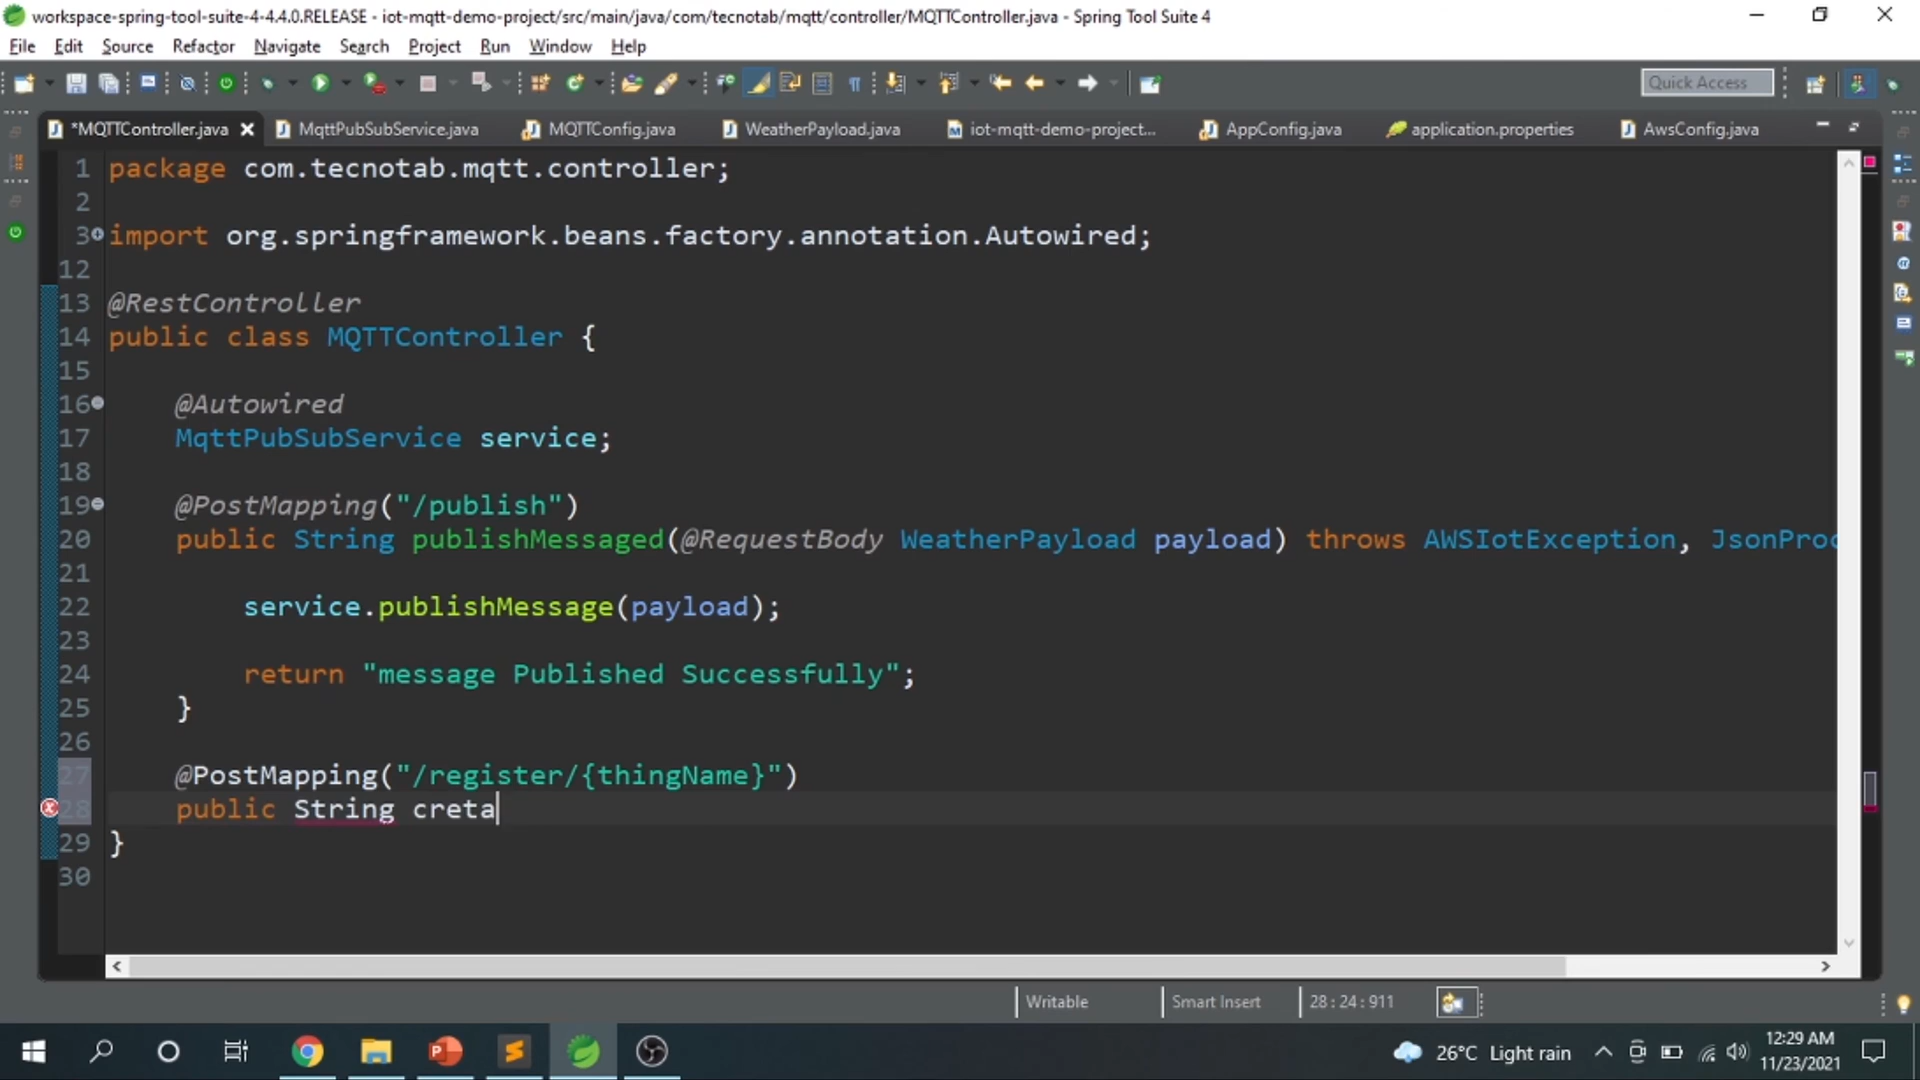 workspace-spring-tool-suite-4-4.4.0.RELEASE - iot-mqtt-demo-project/src/main/java/com/tecnotab/mqtt/controller/MQTTController.java - Spring Tool Suite 4
File Edit Source Refactor Navigate Search Project Run Window Help
Quick Access
*MQTTController.java MqttPubSubService.java MQTTConfig.java WeatherPayload.java iot-mqtt-demo-project... AppConfig.java application.properties AwsConfig.java
1 package com.tecnotab.mqtt.controller;
2
3 import org.springframework.beans.factory.annotation.Autowired;
12
13 @RestController
14 public class MQTTController {
15
16 @Autowired
17 MqttPubSubService service;
18
19 @PostMapping("/publish")
20 public String publishMessaged(@RequestBody WeatherPayload payload) throws AWSIotException, JsonProc
21
22 service.publishMessage(payload);
23
24 return "message Published Successfully";
25 }
26
27 @PostMapping("/register/{thingName}")
28 public String creta
29 }
30
Writable Smart Insert 28 : 24 : 911
26°C Light rain 12:29 AM
11/23/2021